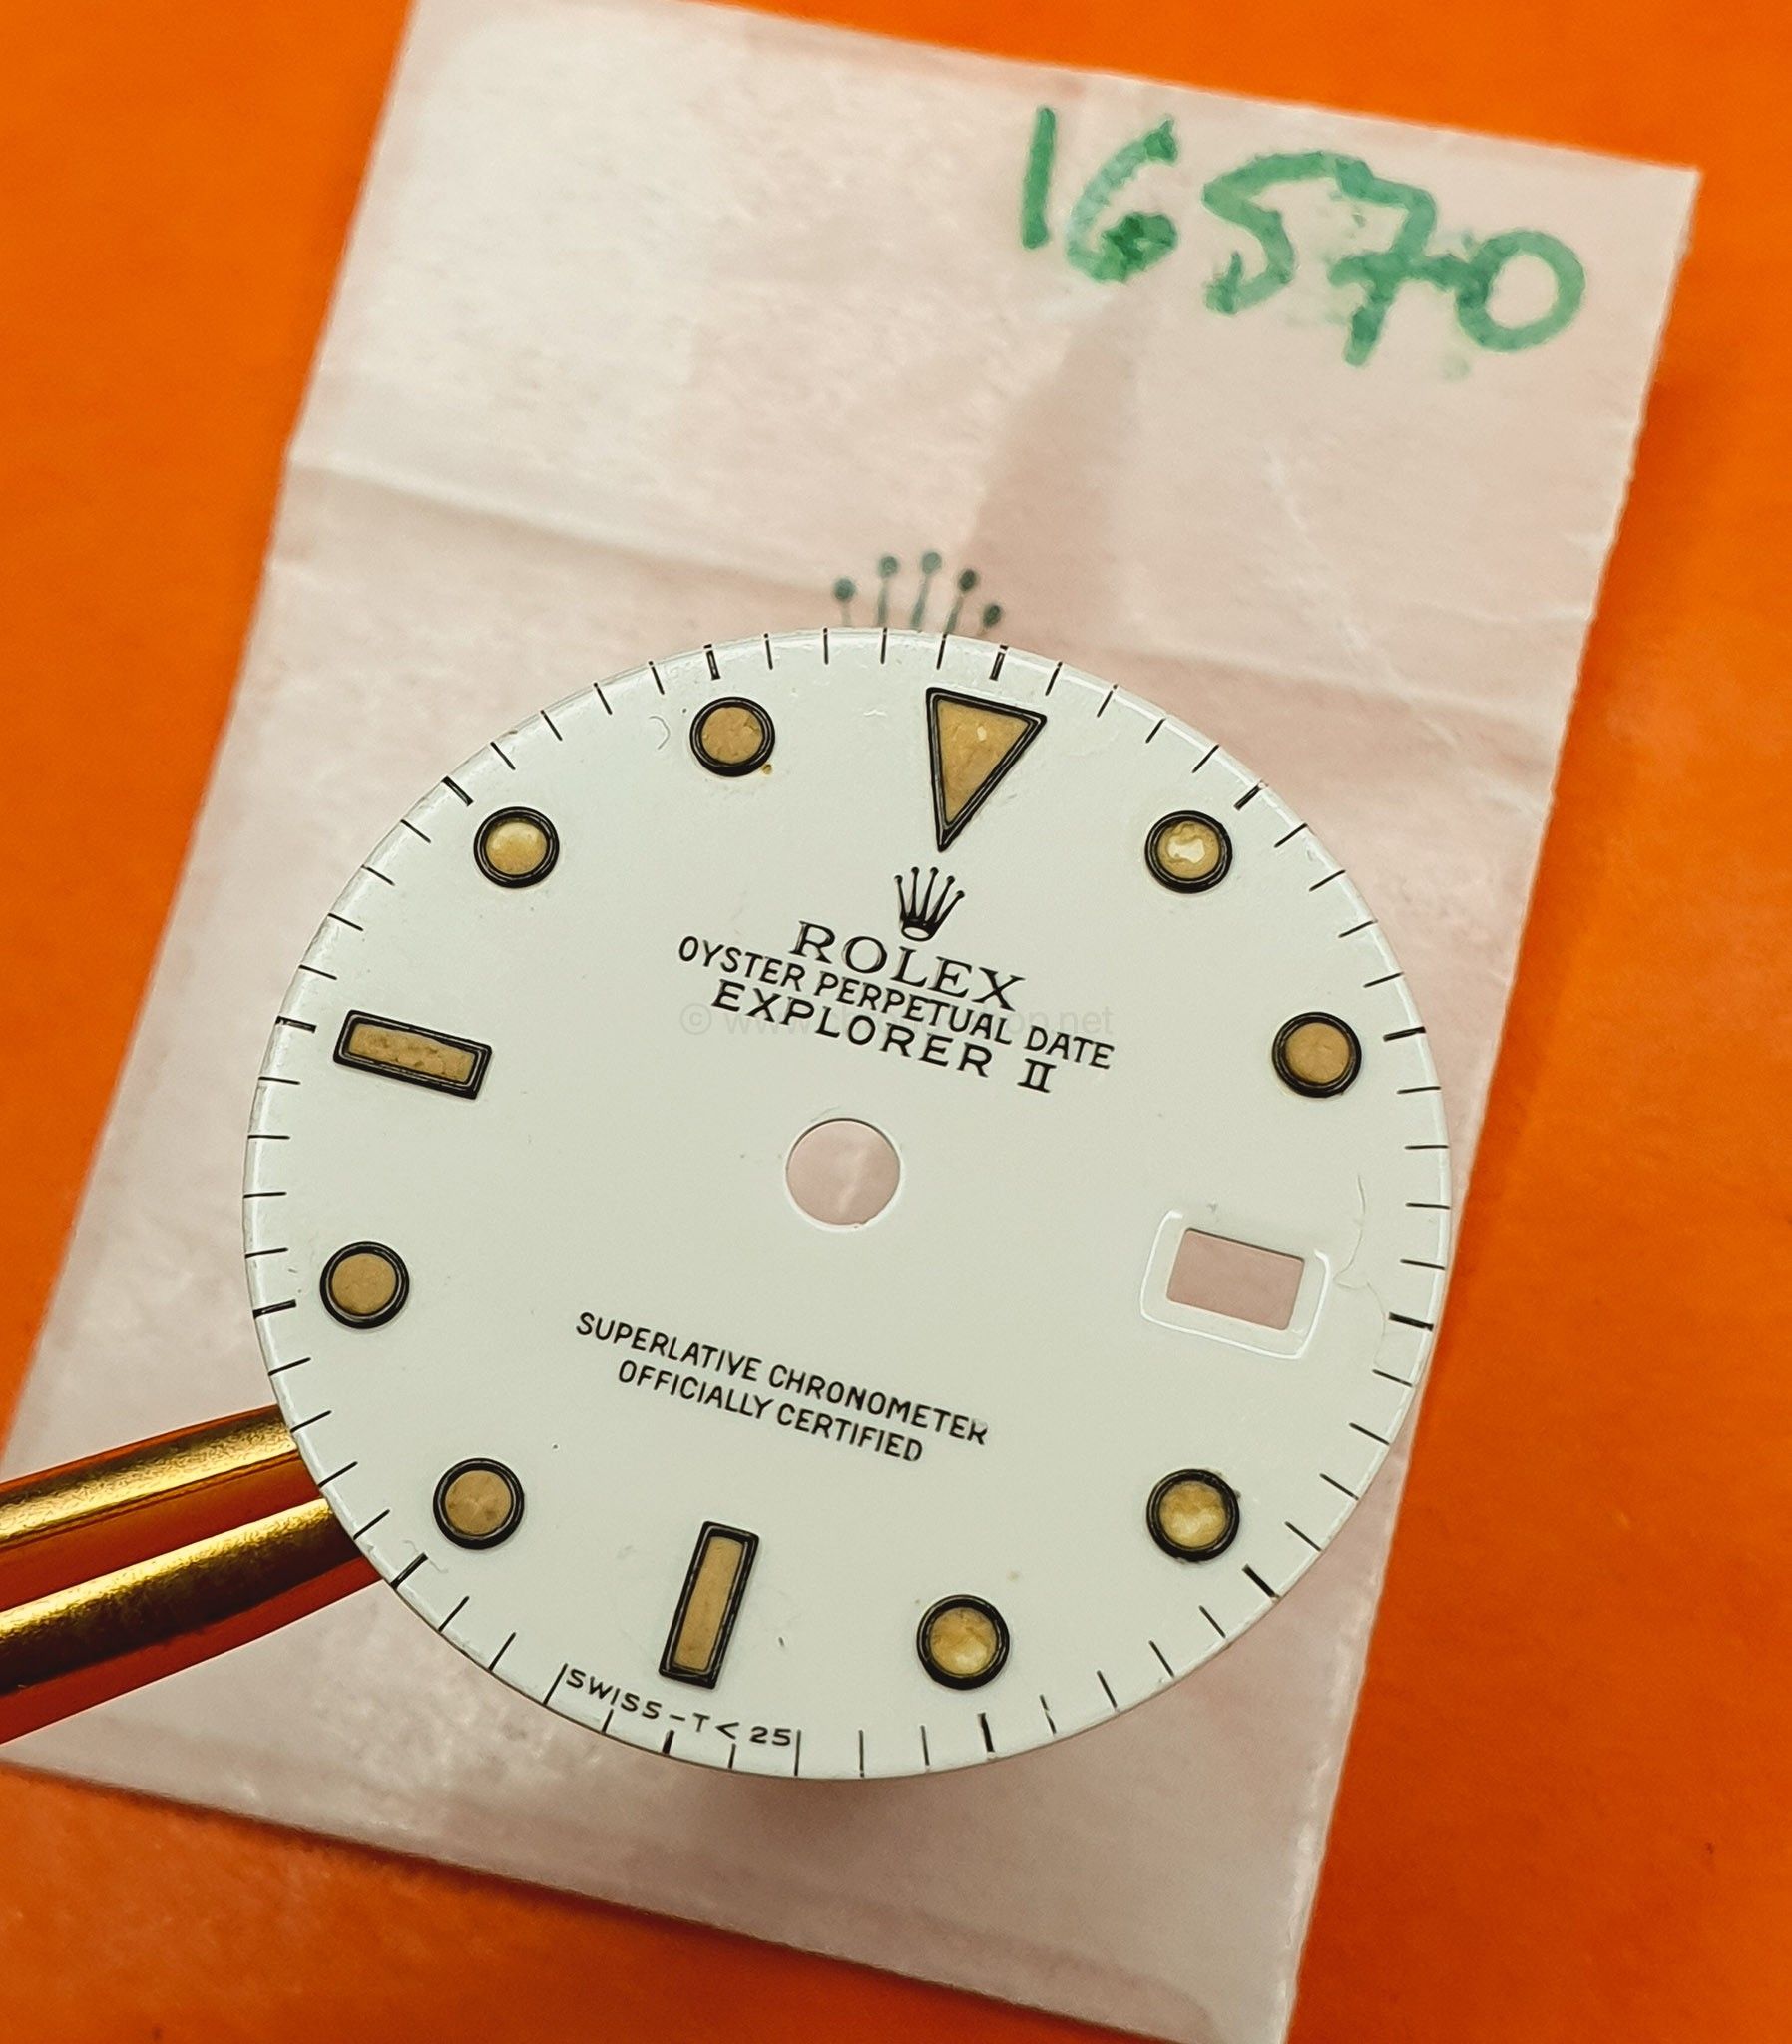 16570
ROLEX
OYSTER PERPETUAL DATE
EXPLORER II
SUPERLATIVE CHRONOMETER
OFFICIALLY CERTIFIED
SWISS-T<25